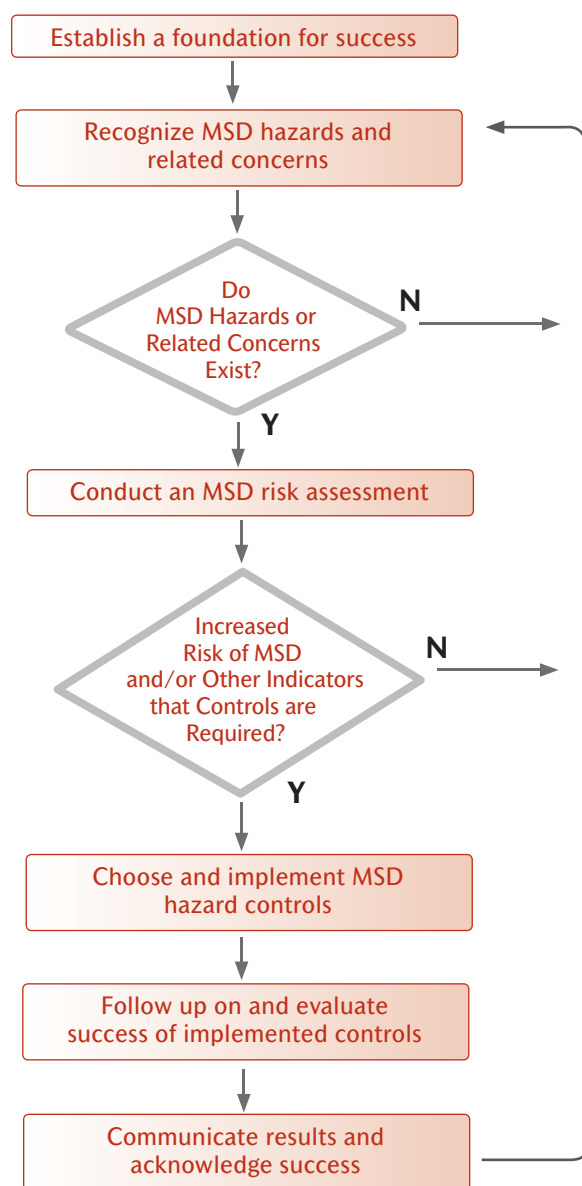 Establish a foundation for success
Recognize MSD hazards and
related concerns
Do
MSD Hazards or
Related Concerns
Exist?
N
Y
Conduct an MSD risk assessment
Increased
Risk of MSD
and/or Other Indicators
that Controls are
Required?
N
Y
Choose and implement MSD
hazard controls
Follow up on and evaluate
success of implemented controls
Communicate results and
acknowledge success